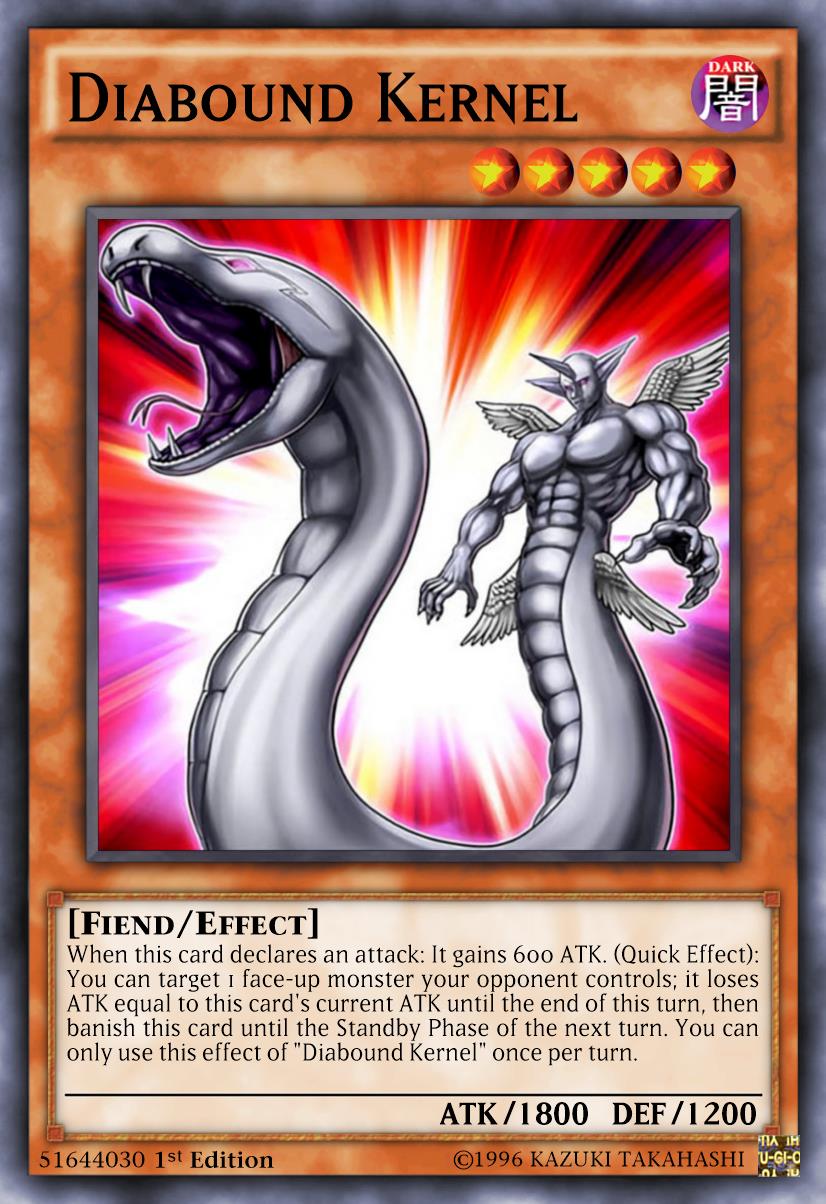 Diabound Kernel
DARK
闇
[Fiend/Effect]
When this card declares an attack: It gains 600 ATK. (Quick Effect):
You can target 1 face-up monster your opponent controls; it loses
ATK equal to this card's current ATK until the end of this turn, then
banish this card until the Standby Phase of the next turn. You can
only use this effect of "Diabound Kernel" once per turn.
ATK/1800 DEF/1200
51644030 1st Edition ©1996 KAZUKI TAKAHASHI